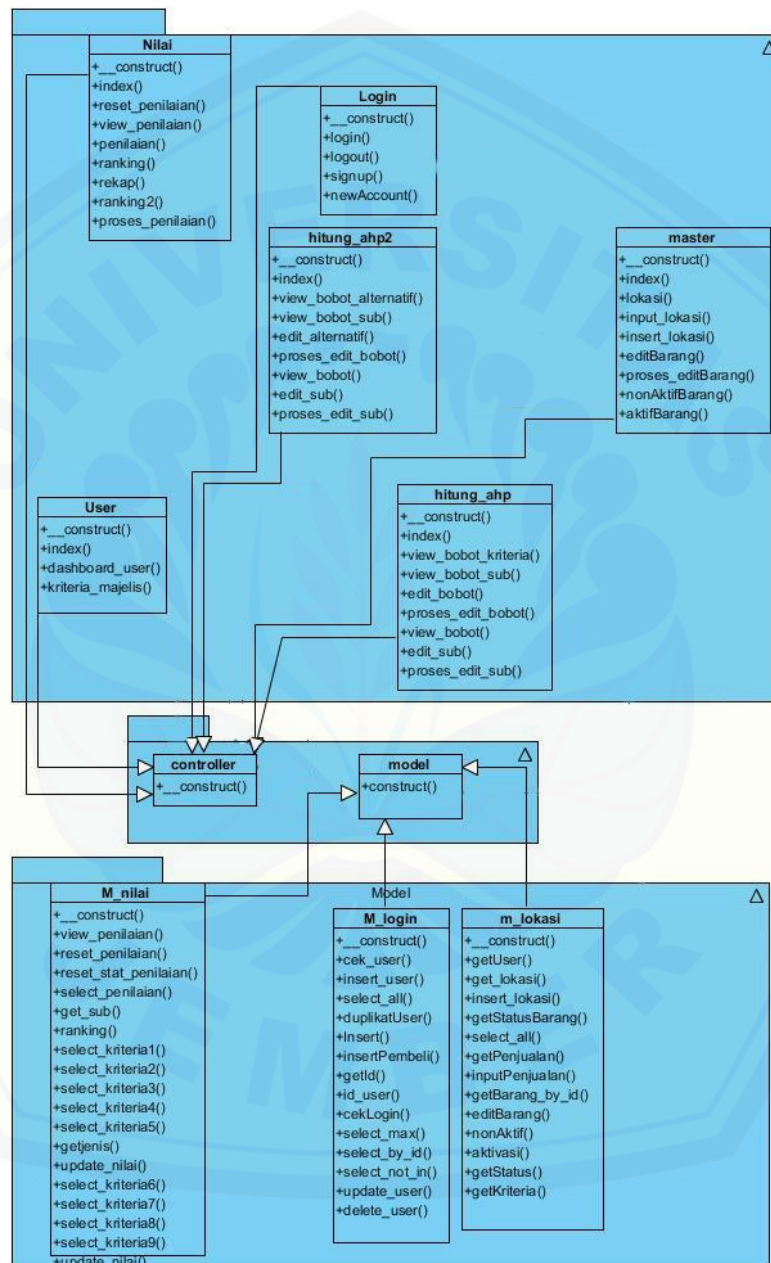 Nilai
+__construct()
+index()
+reset_penilaian()
+view_penilaian()
+penilaian()
+ranking()
+rekap()
+ranking2()
+proses_penilaian()
Login
+__construct()
+login()
+logout()
+signup()
+newAccount()
hitung_ahp2
+__construct()
+index()
+view_bobot_alternatif()
+view_bobot_sub()
+edit_alternatif()
+proses_edit_bobot()
+view_bobot()
+edit_sub()
+proses_edit_sub()
master
+__construct()
+index()
+lokasi()
+input_lokasi()
+insert_lokasi()
+editBarang()
+proses_editBarang()
+nonAktifBarang()
+aktifBarang()
User
+__construct()
+index()
+dashboard_user()
+kriteria_majelis()
hitung_ahp
+__construct()
+index()
+view_bobot_kriteria()
+view_bobot_sub()
+edit_bobot()
+proses_edit_bobot()
+view_bobot()
+edit_sub()
+proses_edit_sub()
controller
+__construct()
model
+construct()
Model
M_nilai
+__construct()
+view_penilaian()
+reset_penilaian()
+reset_stat_penilaian()
+select_penilaian()
+get_sub()
+ranking()
+select_kriteria1()
+select_kriteria2()
+select_kriteria3()
+select_kriteria4()
+select_kriteria5()
+getjenis()
+update_nilai()
+select_kriteria6()
+select_kriteria7()
+select_kriteria8()
+select_kriteria9()
+update_nilai()
M_login
+__construct()
+cek_user()
+insert_user()
+select_all()
+duplikatUser()
+Insert()
+insertPembeli()
+getId()
+id_user()
+cekLogin()
+select_max()
+select_by_id()
+select_not_in()
+update_user()
+delete_user()
m_lokasi
+__construct()
+getUser()
+get_lokasi()
+insert_lokasi()
+getStatusBarang()
+select_all()
+getPenjualan()
+inputPenjualan()
+getBarang_by_id()
+editBarang()
+nonAktif()
+aktivasi()
+getStatus()
+getKriteria()
UNIVERSITAS
JEMBER